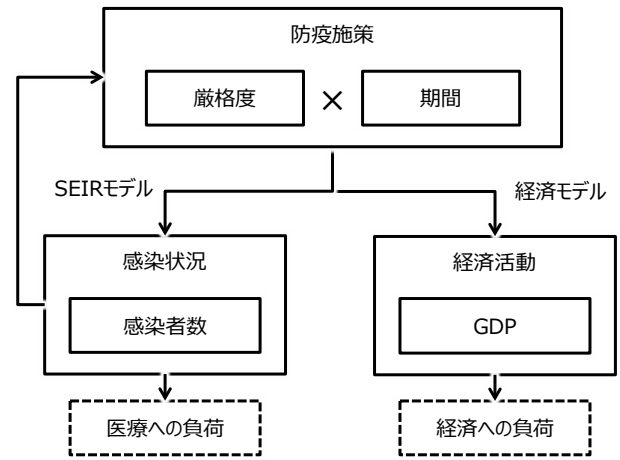 防疫施策
厳格度 × 期間
SEIRモデル
経済モデル
感染状況
経済活動
感染者数
GDP
医療への負荷
経済への負荷